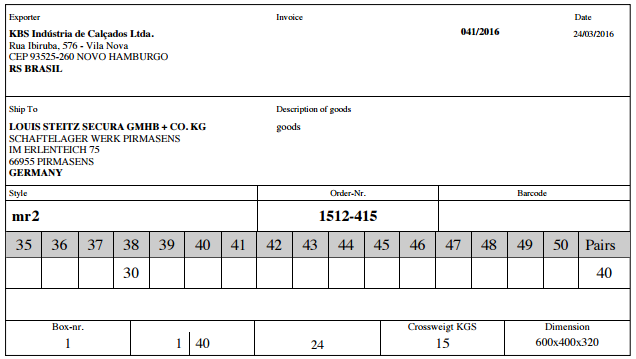 Exporter Invoice Date
KBS Indústria de Calçados Ltda. 041/2016 24/03/2016
Rua Ibiruba, 576 - Vila Nova
CEP 93525-260 NOVO HAMBURGO
RS BRASIL
Ship To Description of goods
LOUIS STEITZ SECURA GMHB + CO. KG goods
SCHAFTELAGER WERK PIRMASENS
IM ERLENTEICH 75
66955 PIRMASENS
GERMANY
Style Order-Nr. Barcode
mr2 1512-415
35 36 37 38 39 40 41 42 43 44 45 46 47 48 49 50 Pairs
30 40
Box-nr. Crossweigt KGS Dimension
1 1 40 24 15 600x400x320